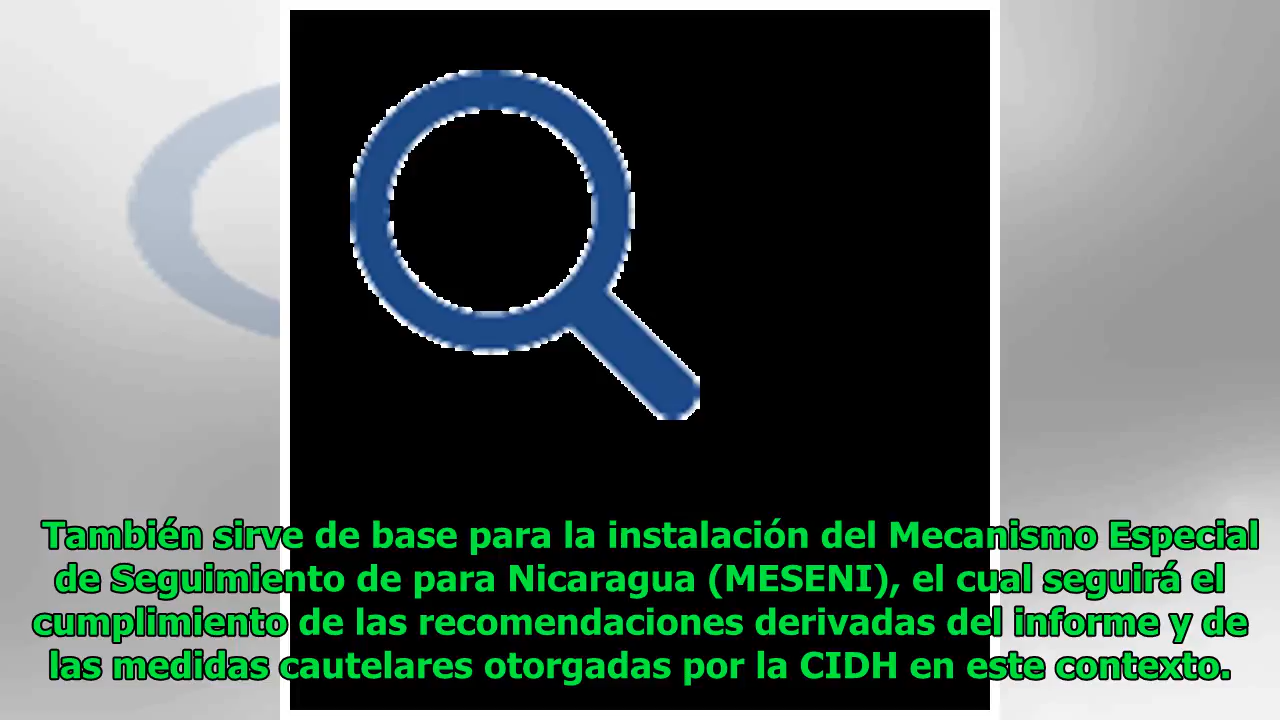 También sirve de base para la instalación del Mecanismo Especial
de Seguimiento de para Nicaragua (MESENI), el cual seguirá el
cumplimiento de las recomendaciones derivadas del informe y de
las medidas cautelares otorgadas por la CIDH en este contexto.